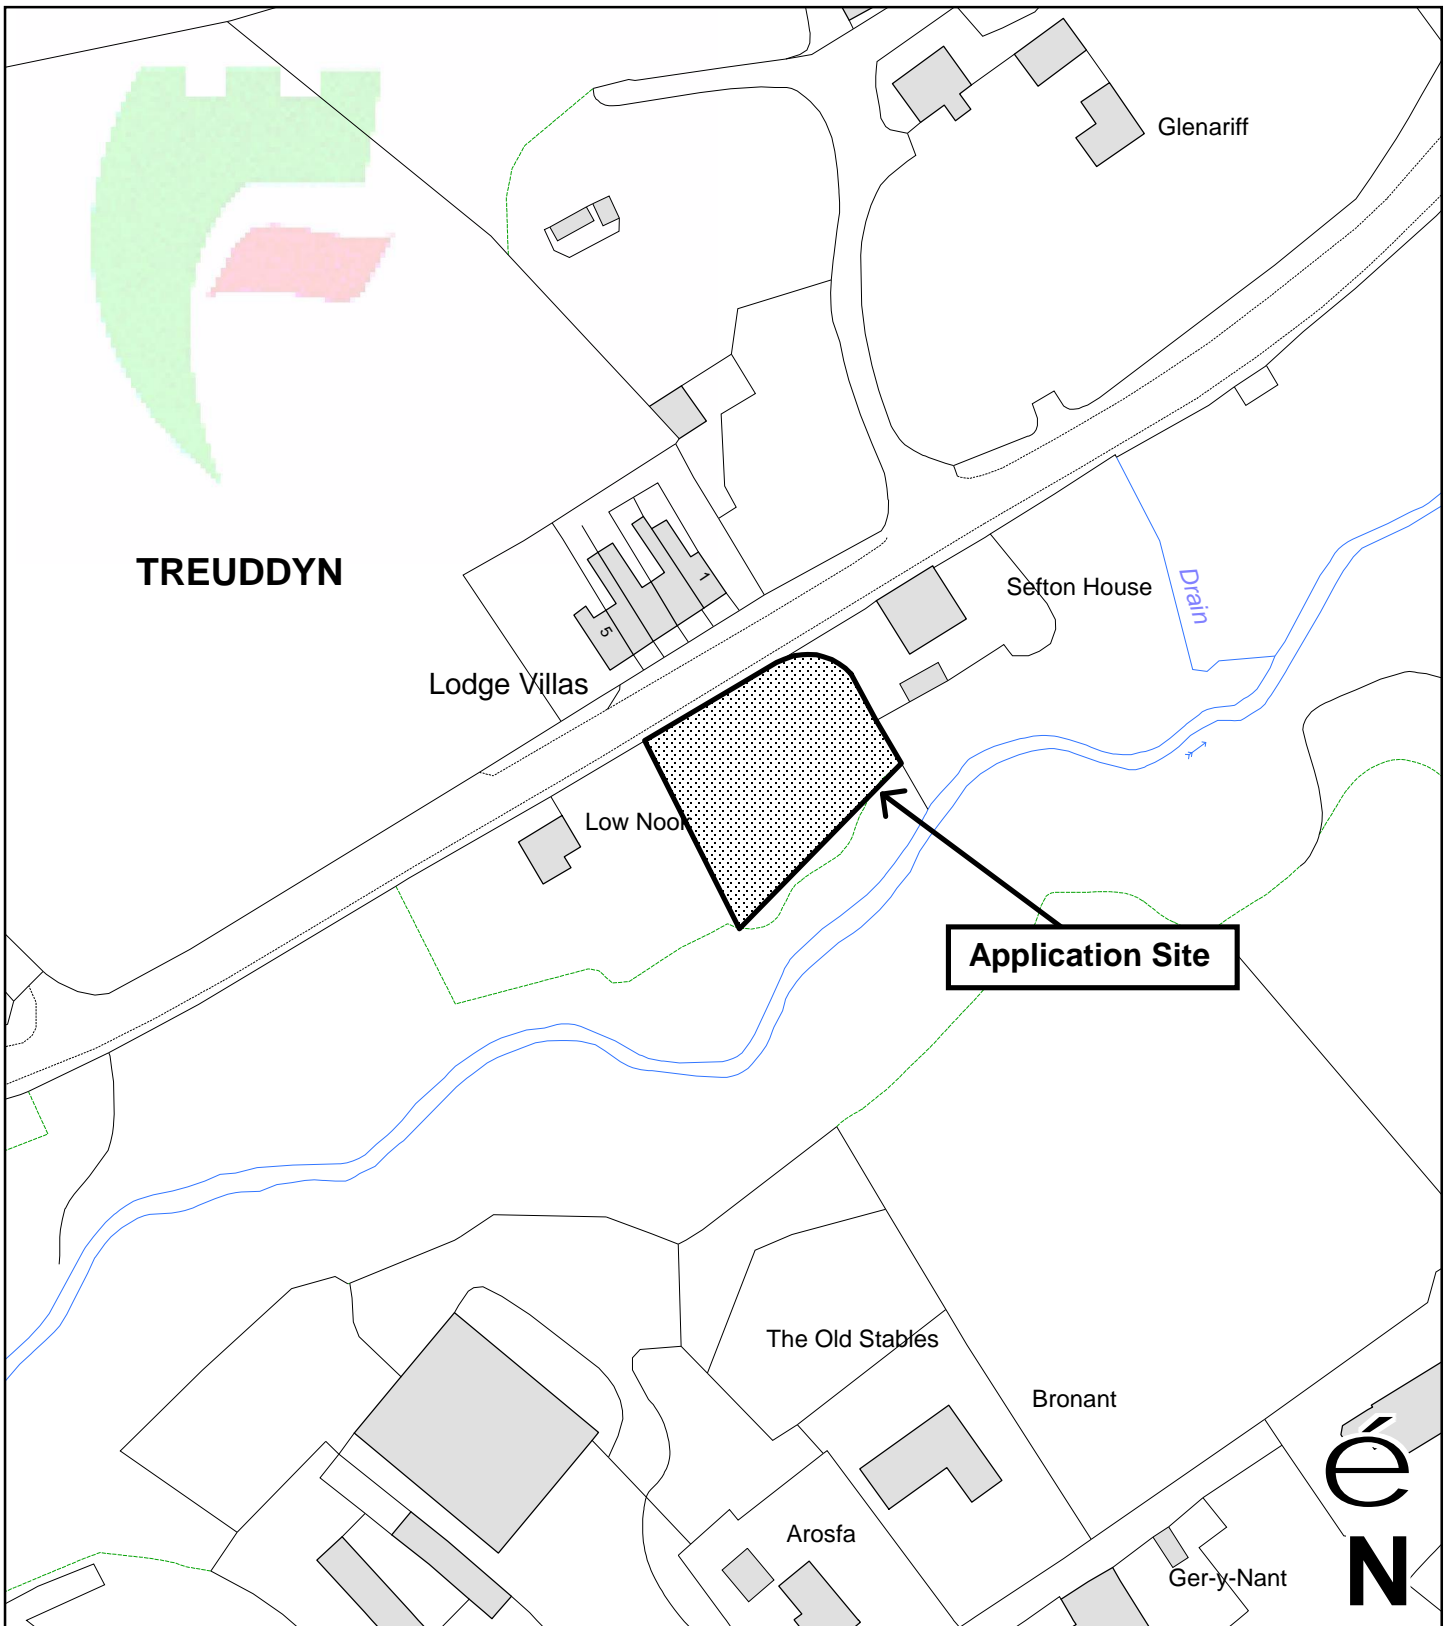 Glenariff
TREUDDYN
1
5
Sefton House
Drain
Lodge Villas
Low Nook
Application Site
The Old Stables
Bronant
é
N
Arosfa
Ger-y-Nant